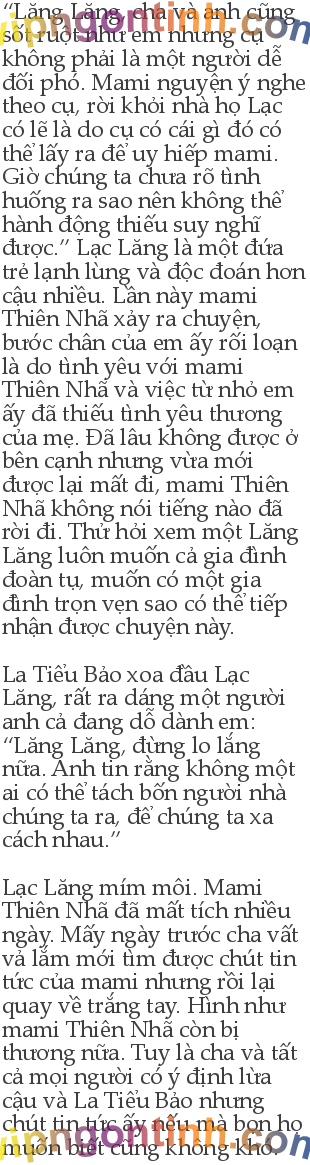 “Lăng Lăng, cha và anh cũng
sốt ruột như em nhưng cụ
không phải là một người dễ
đối phó. Mami nguyện ý nghe
theo cụ, rời khỏi nhà họ Lạc
có lẽ là do cụ có cái gì đó có
thể lấy ra để uy hiếp mami.
Giờ chúng ta chưa rõ tình
huống ra sao nên không thể
hành động thiếu suy nghĩ
được.” Lạc Lăng là một đứa
trẻ lạnh lùng và độc đoán hơn
cậu nhiều. Lần này mami
Thiên Nhã xảy ra chuyện,
bước chân của em ấy rối loạn
là do tình yêu với mami
Thiên Nhã và việc từ nhỏ em
ấy đã thiếu tình yêu thương
của mẹ. Đã lâu không được ở
bên cạnh nhưng vừa mới
được lại mất đi, mami Thiên
Nhã không nói tiếng nào đã
rời đi. Thử hỏi xem một Lăng
Lăng luôn muốn cả gia đình
đoàn tụ, muốn có một gia
đình trọn vẹn sao có thể tiếp
nhận được chuyện này.
La Tiểu Bảo xoa đầu Lạc
Lăng, rất ra dáng một người
anh cả đang dỗ dành em:
“Lăng Lăng, đừng lo lắng
nữa. Anh tin rằng không một
ai có thể tách bốn người nhà
chúng ta ra, để chúng ta xa
cách nhau.”
Lạc Lăng mím môi. Mami
Thiên Nhã đã mất tích nhiều
ngày. Mấy ngày trước cha vất
vả lắm mới tìm được chút tin
tức của mami nhưng rồi lại
quay về trắng tay. Hình như
mami Thiên Nhã còn bị
thương nữa. Tuy là cha và tất
cả mọi người có ý định lừa
cậu và La Tiểu Bảo nhưng
chút tin tức ấy nếu mà bọn họ
muốn biết cũng không khó.
vipngontinh.com
vipngontinh.com